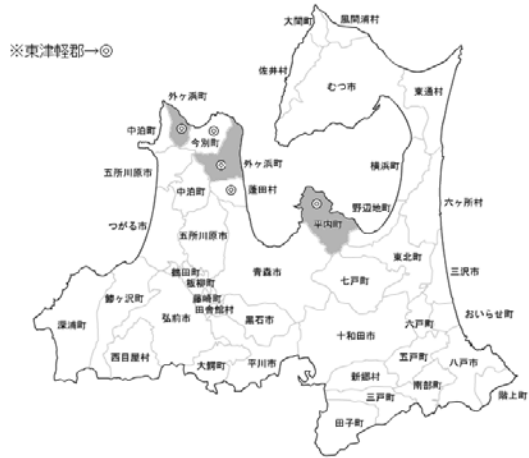 大間町
風間浦村
※東津軽郡→◎
佐井村
むつ市
東通村
外ヶ浜町
中泊町
今別町
五所川原市
外ヶ浜町
横浜町
中泊町
蓬田村
野辺地町
六ヶ所村
つがる市
平内町
五所川原市
東北町
青森市
鶴田町
板柳町
七戸町
三沢市
鰺ヶ沢町
藤崎町
田舎館村
おいらせ町
深浦町
弘前市
黒石市
六戸町
十和田市
西目屋村
大鰐町
平川市
五戸町
八戸市
新郷村
南部町
三戸町
階上町
田子町